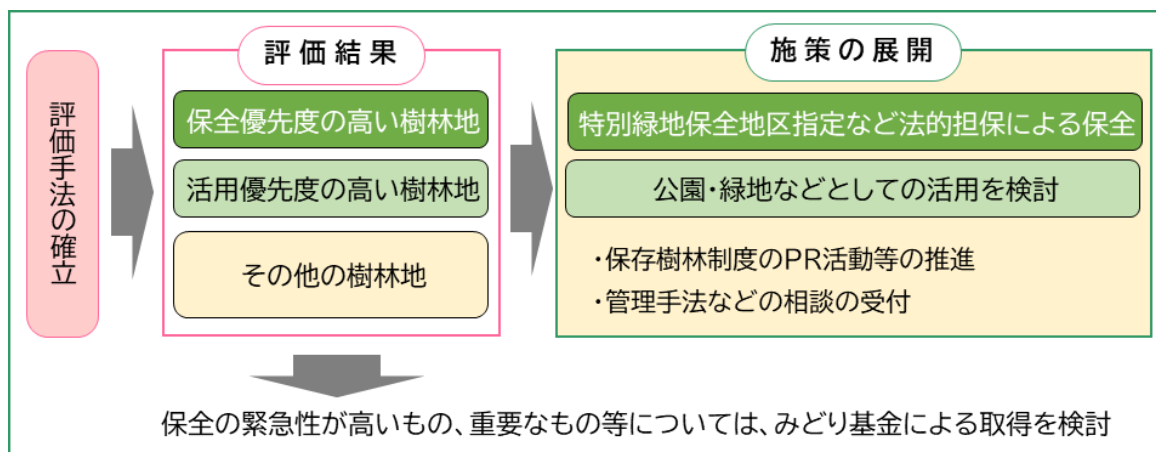 評価手法の確立
評価結果
保全優先度の高い樹林地
活用優先度の高い樹林地
その他の樹林地
施策の展開
特別緑地保全地区指定など法的担保による保全
公園・緑地などとしての活用を検討
・保存樹林制度のPR活動等の推進
・管理手法などの相談の受付
保全の緊急性が高いもの、重要なもの等については、みどり基金による取得を検討